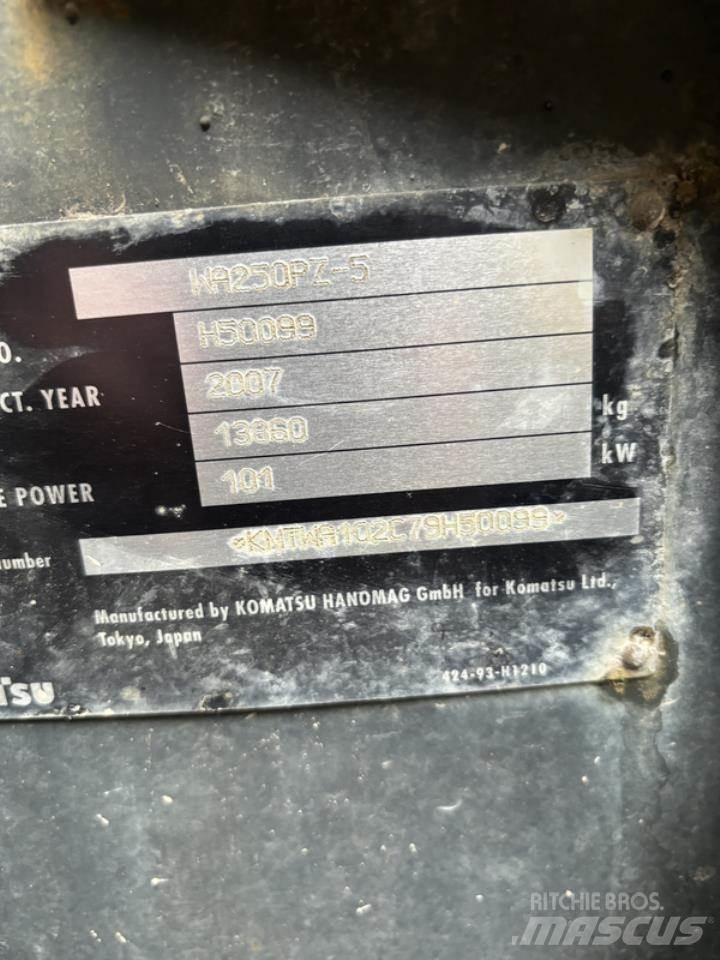 WA250PZ-5
O. H50099
CT. YEAR 2007
13860 kg
E POWER 101 kW
umber
Manufactured by KOMATSU HANOMAG GmbH for Komatsu Ltd.,
Tokyo, Japan
tsu
424-93-H1210
RITCHIE BROS.
MASCUS